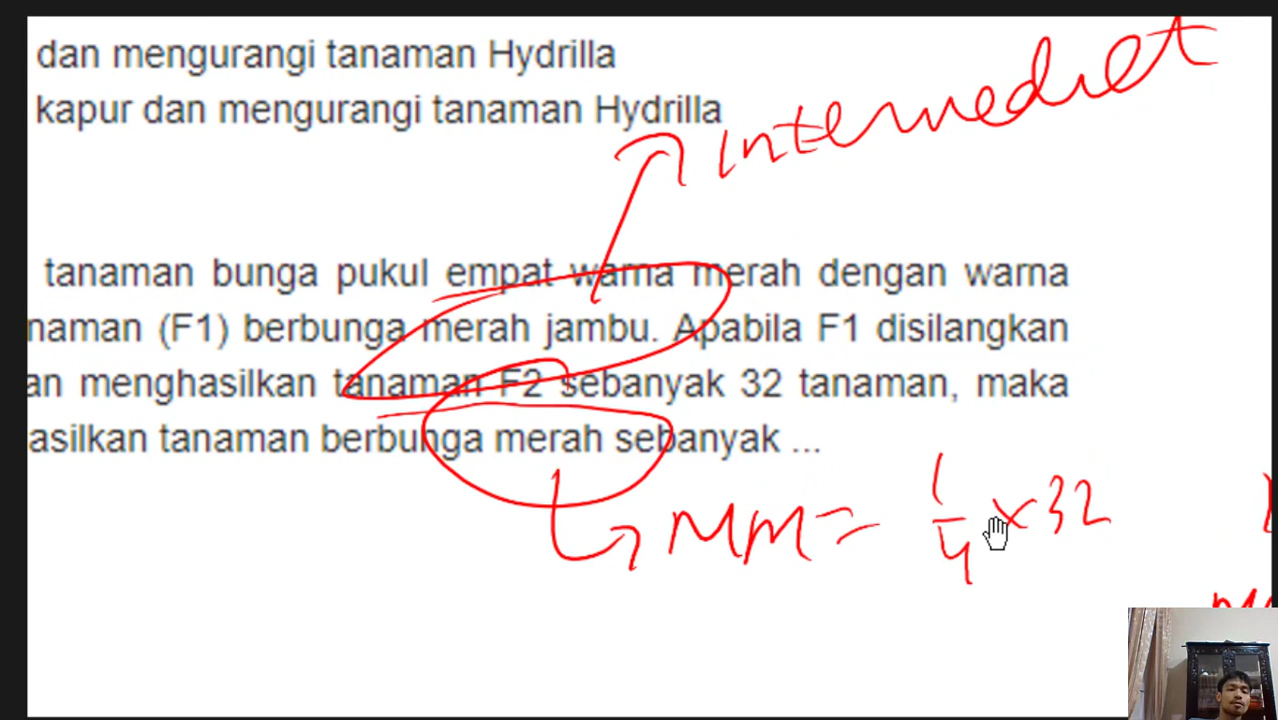 dan mengurangi tanaman Hydrilla
kapur dan mengurangi tanaman Hydrilla
Intermediet
tanaman bunga pukul empat warna merah dengan warna
naman (F1) berbunga merah jambu. Apabila F1 disilangkan
an menghasilkan tanaman F2 sebanyak 32 tanaman, maka
asilkan tanaman berbunga merah sebanyak ...
MM = 1/4 x 32